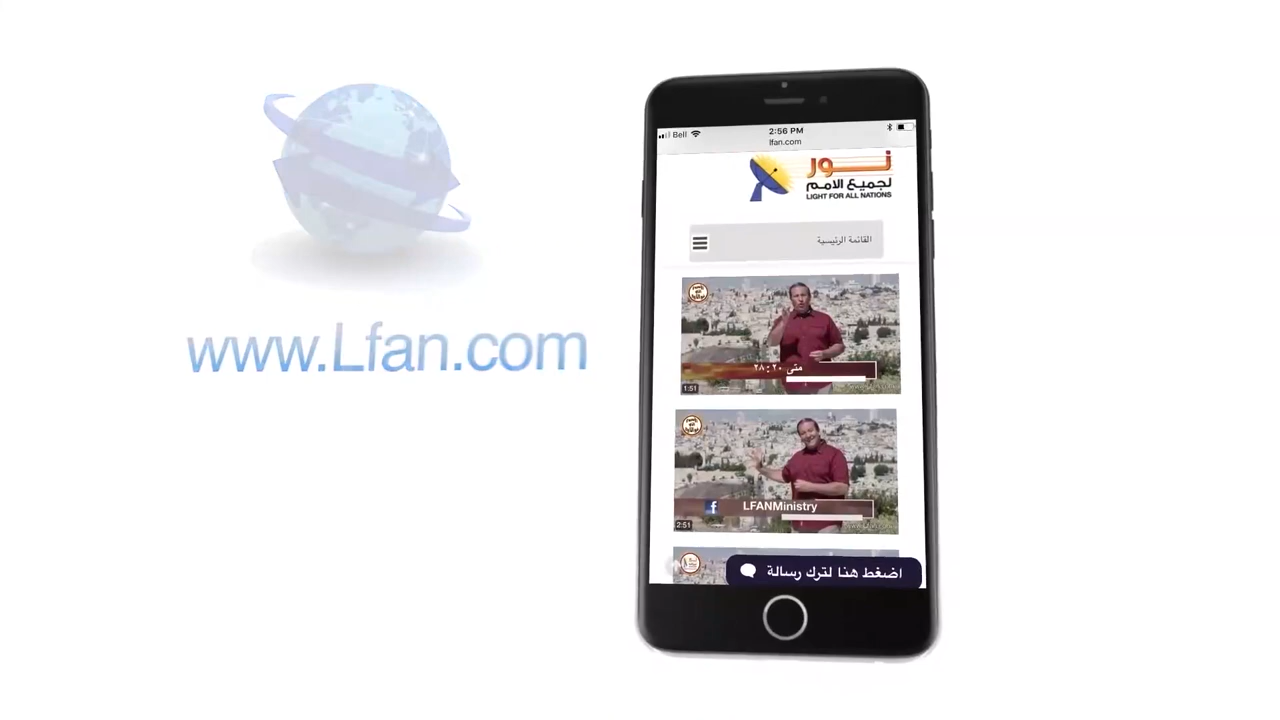 www.Lfan.com
Bell
2:56 PM
lfan.com
نور
لجميع الامم
LIGHT FOR ALL NATIONS
القائمة الرئيسية
متى ٢٠:٢٨
1:51
LFANMinistry
2:51
اضغط هنا لترك رسالة